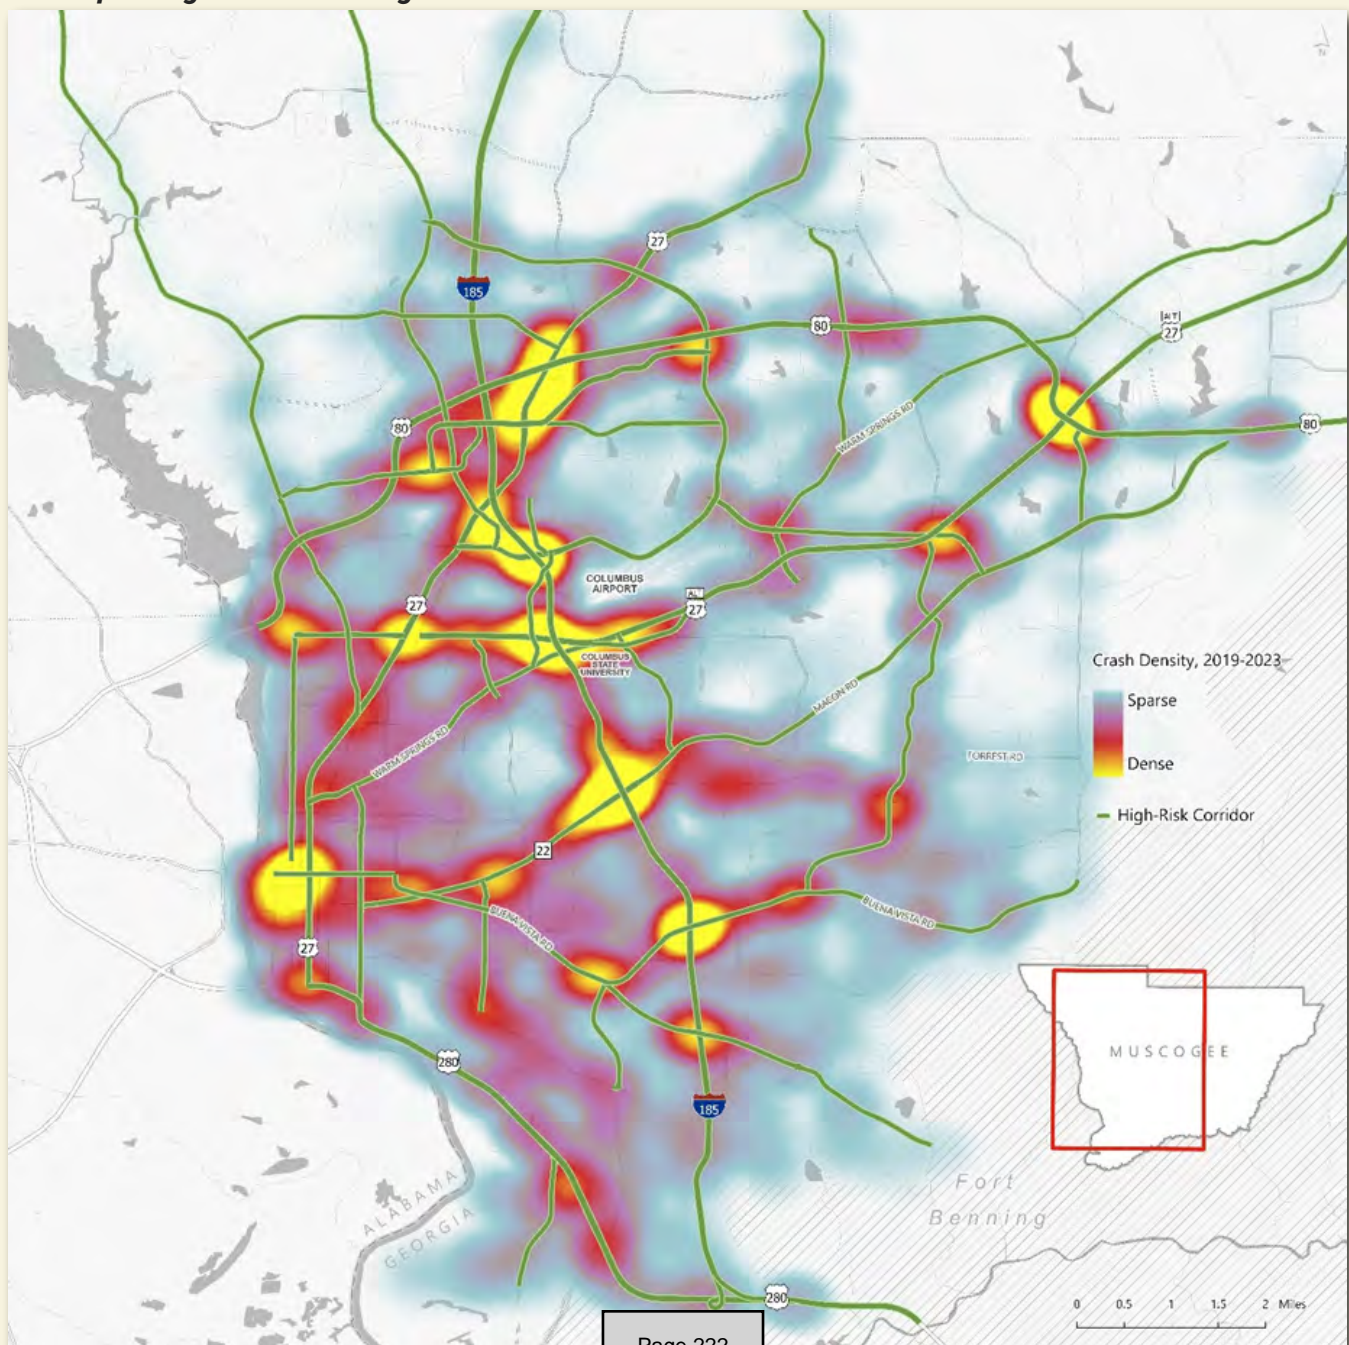 27
185
80
ALT
27
WARM SPRINGS RD
80
80
COLUMBUS
AIRPORT
27
ALT
27
COLUMBUS
STATE
UNIVERSITY
Crash Density, 2019-2023
Sparse
Dense
High-Risk Corridor
MACON RD
WARM SPRINGS RD
FORREST RD
22
BUENA VISTA RD
BUENA VISTA RD
27
MUSCOGEE
280
185
ALABAMA
GEORGIA
Fort
Benning
280
0 0.5 1 1.5 2 Miles